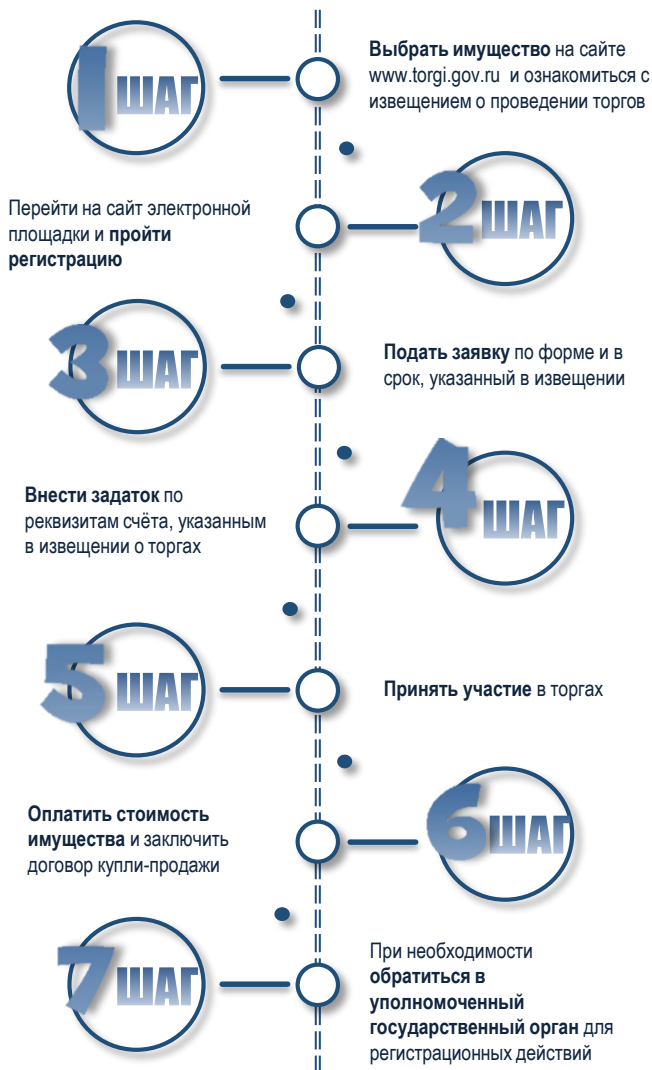 1 ШАГ
Выбрать имущество на сайте
www.torgi.gov.ru и ознакомиться с
извещением о проведении торгов
2 ШАГ
Перейти на сайт электронной
площадки и пройти
регистрацию
3 ШАГ
Подать заявку по форме и в
срок, указанный в извещении
4 ШАГ
Внести задаток по
реквизитам счёта, указанным
в извещении о торгах
5 ШАГ
Принять участие в торгах
6 ШАГ
Оплатить стоимость
имущества и заключить
договор купли-продажи
7 ШАГ
При необходимости
обратиться в
уполномоченный
государственный орган для
регистрационных действий